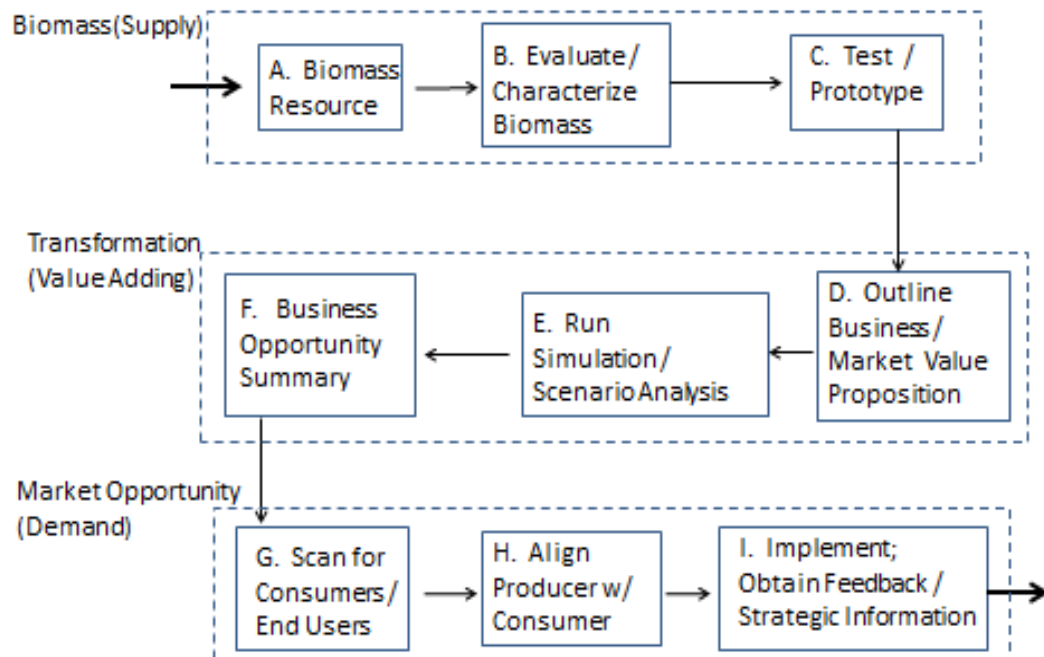 Biomass(Supply)
A. Biomass
Resource
B. Evaluate/
Characterize
Biomass
C. Test /
Prototype
Transformation
(Value Adding)
F. Business
Opportunity
Summary
E. Run
Simulation/
Scenario Analysis
D. Outline
Business/
Market Value
Proposition
Market Opportunity
(Demand)
G. Scan for
Consumers/
End Users
H. Align
Producer w/
Consumer
I. Implement;
Obtain Feedback /
Strategic Information